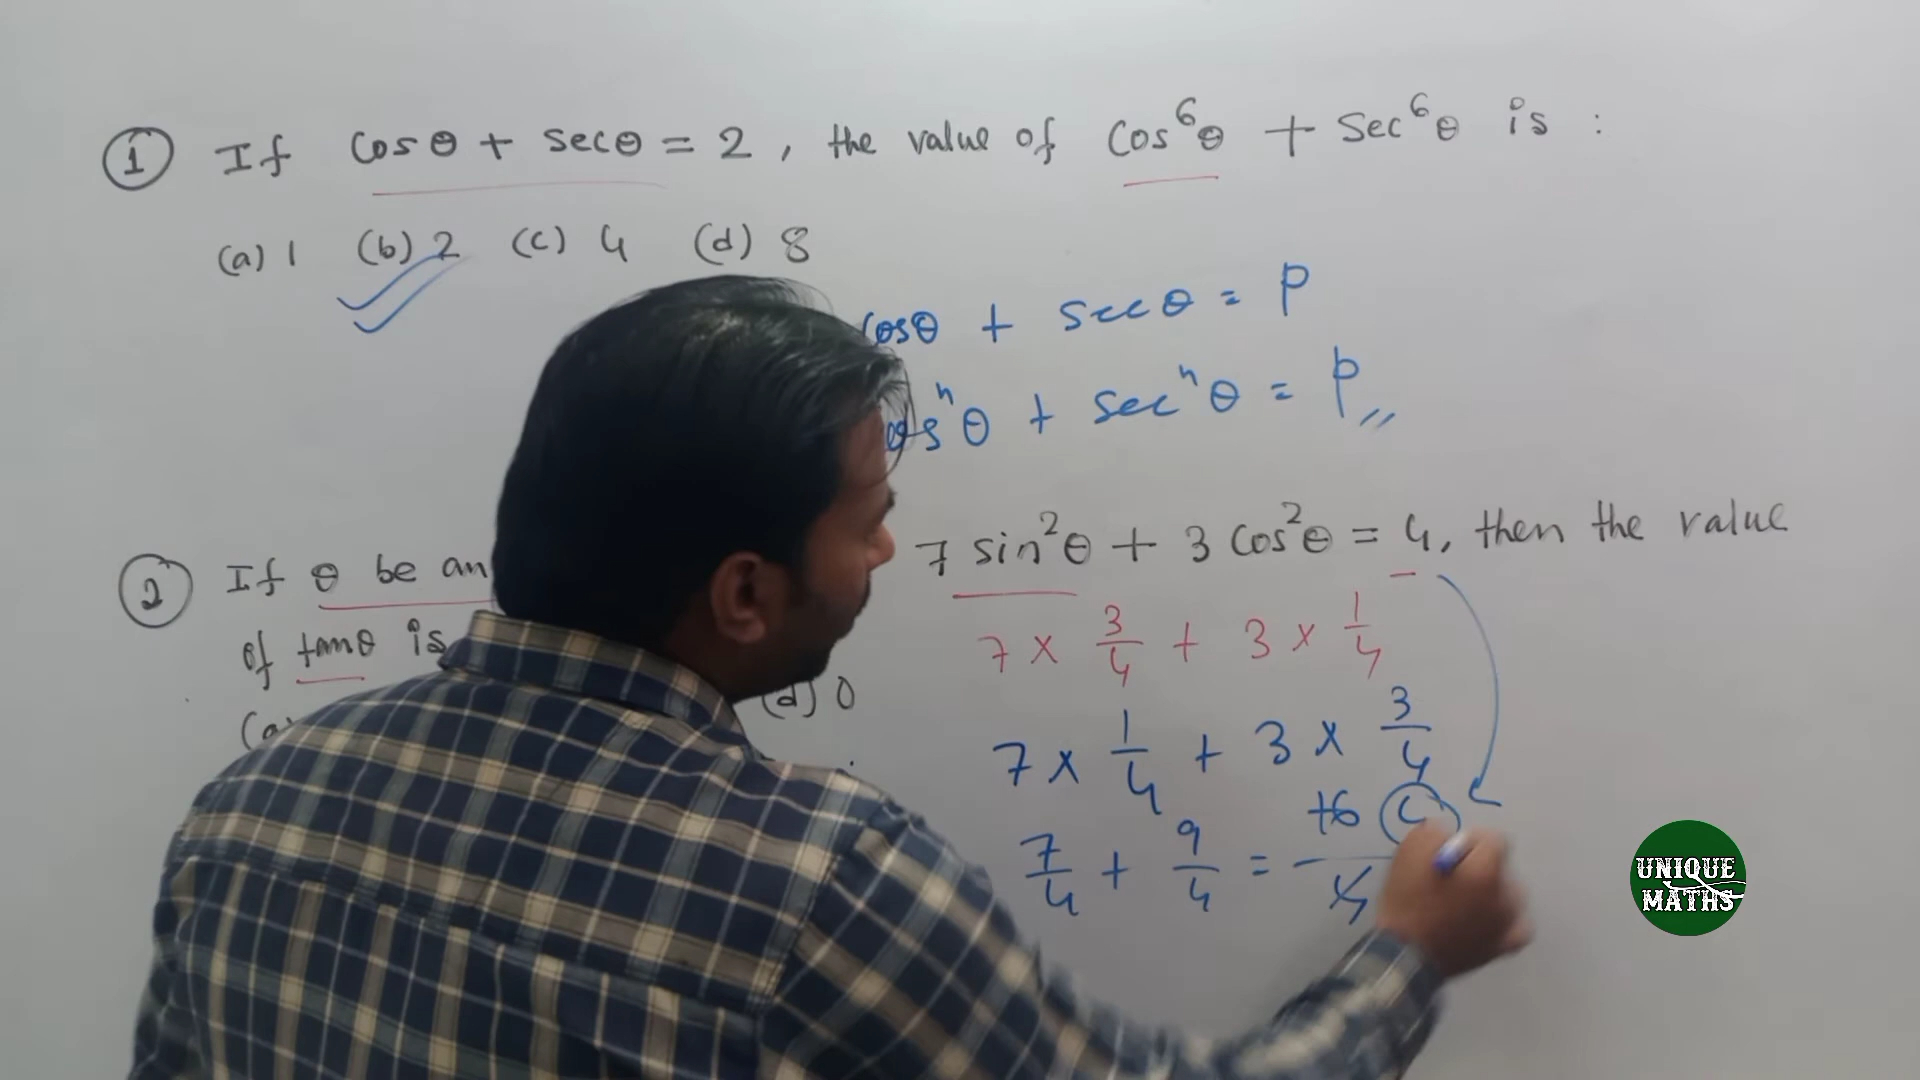 ① If cosθ + secθ = 2, the value of cos⁶θ + sec⁶θ is :
(a) 1 (b) 2 (c) 4 (d) 8
cosθ + secθ = P
cosⁿθ + secⁿθ = P
② If θ be an 7 sin²θ + 3 cos²θ = 4, then the value
of tanθ is
(d) 0
7 × 3/4 + 3 × 1/4
7 × 1/4 + 3 × 3/4
7/4 + 9/4 = 16/4
UNIQUE
MATHS